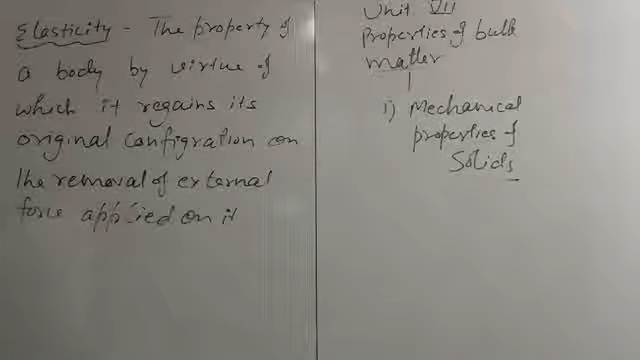 Elasticity - The property of
a body by virtue of
which it regains its
original configration on
the removal of external
force applied on it
Unit VII
Properties of bulk
matter
i) Mechanical
properties of
Solids